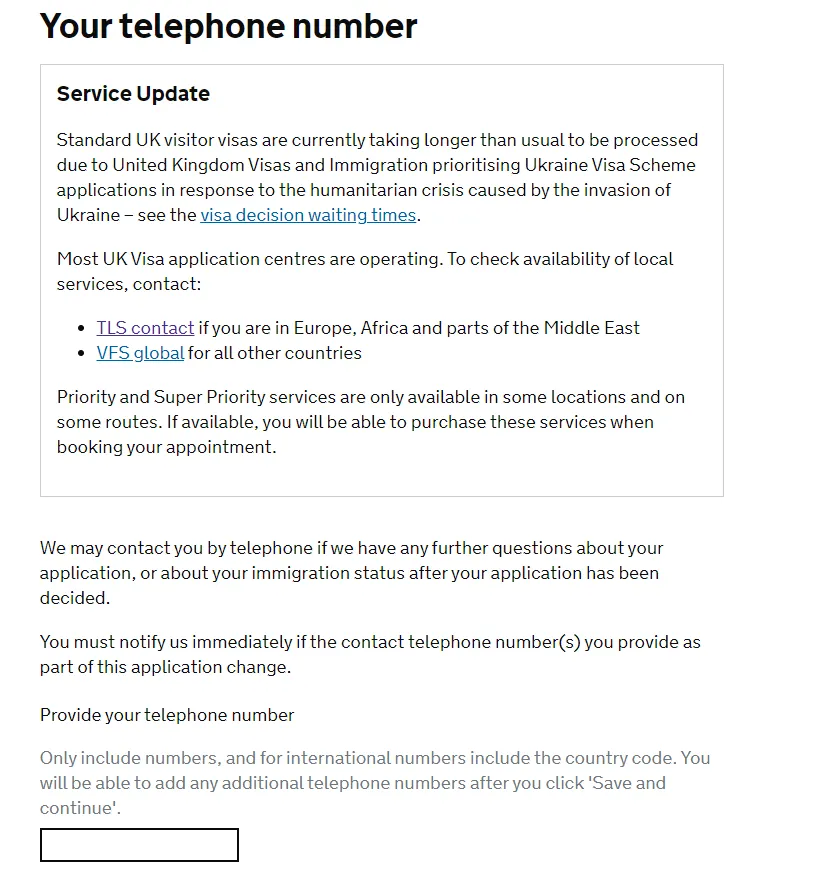 Your telephone number
Service Update
Standard UK visitor visas are currently taking longer than usual to be processed
due to United Kingdom Visas and Immigration prioritising Ukraine Visa Scheme
applications in response to the humanitarian crisis caused by the invasion of
Ukraine – see the visa decision waiting times.
Most UK Visa application centres are operating. To check availability of local
services, contact:
• TLS contact if you are in Europe, Africa and parts of the Middle East
• VFS global for all other countries
Priority and Super Priority services are only available in some locations and on
some routes. If available, you will be able to purchase these services when
booking your appointment.
We may contact you by telephone if we have any further questions about your
application, or about your immigration status after your application has been
decided.
You must notify us immediately if the contact telephone number(s) you provide as
part of this application change.
Provide your telephone number
Only include numbers, and for international numbers include the country code. You
will be able to add any additional telephone numbers after you click 'Save and
continue'.